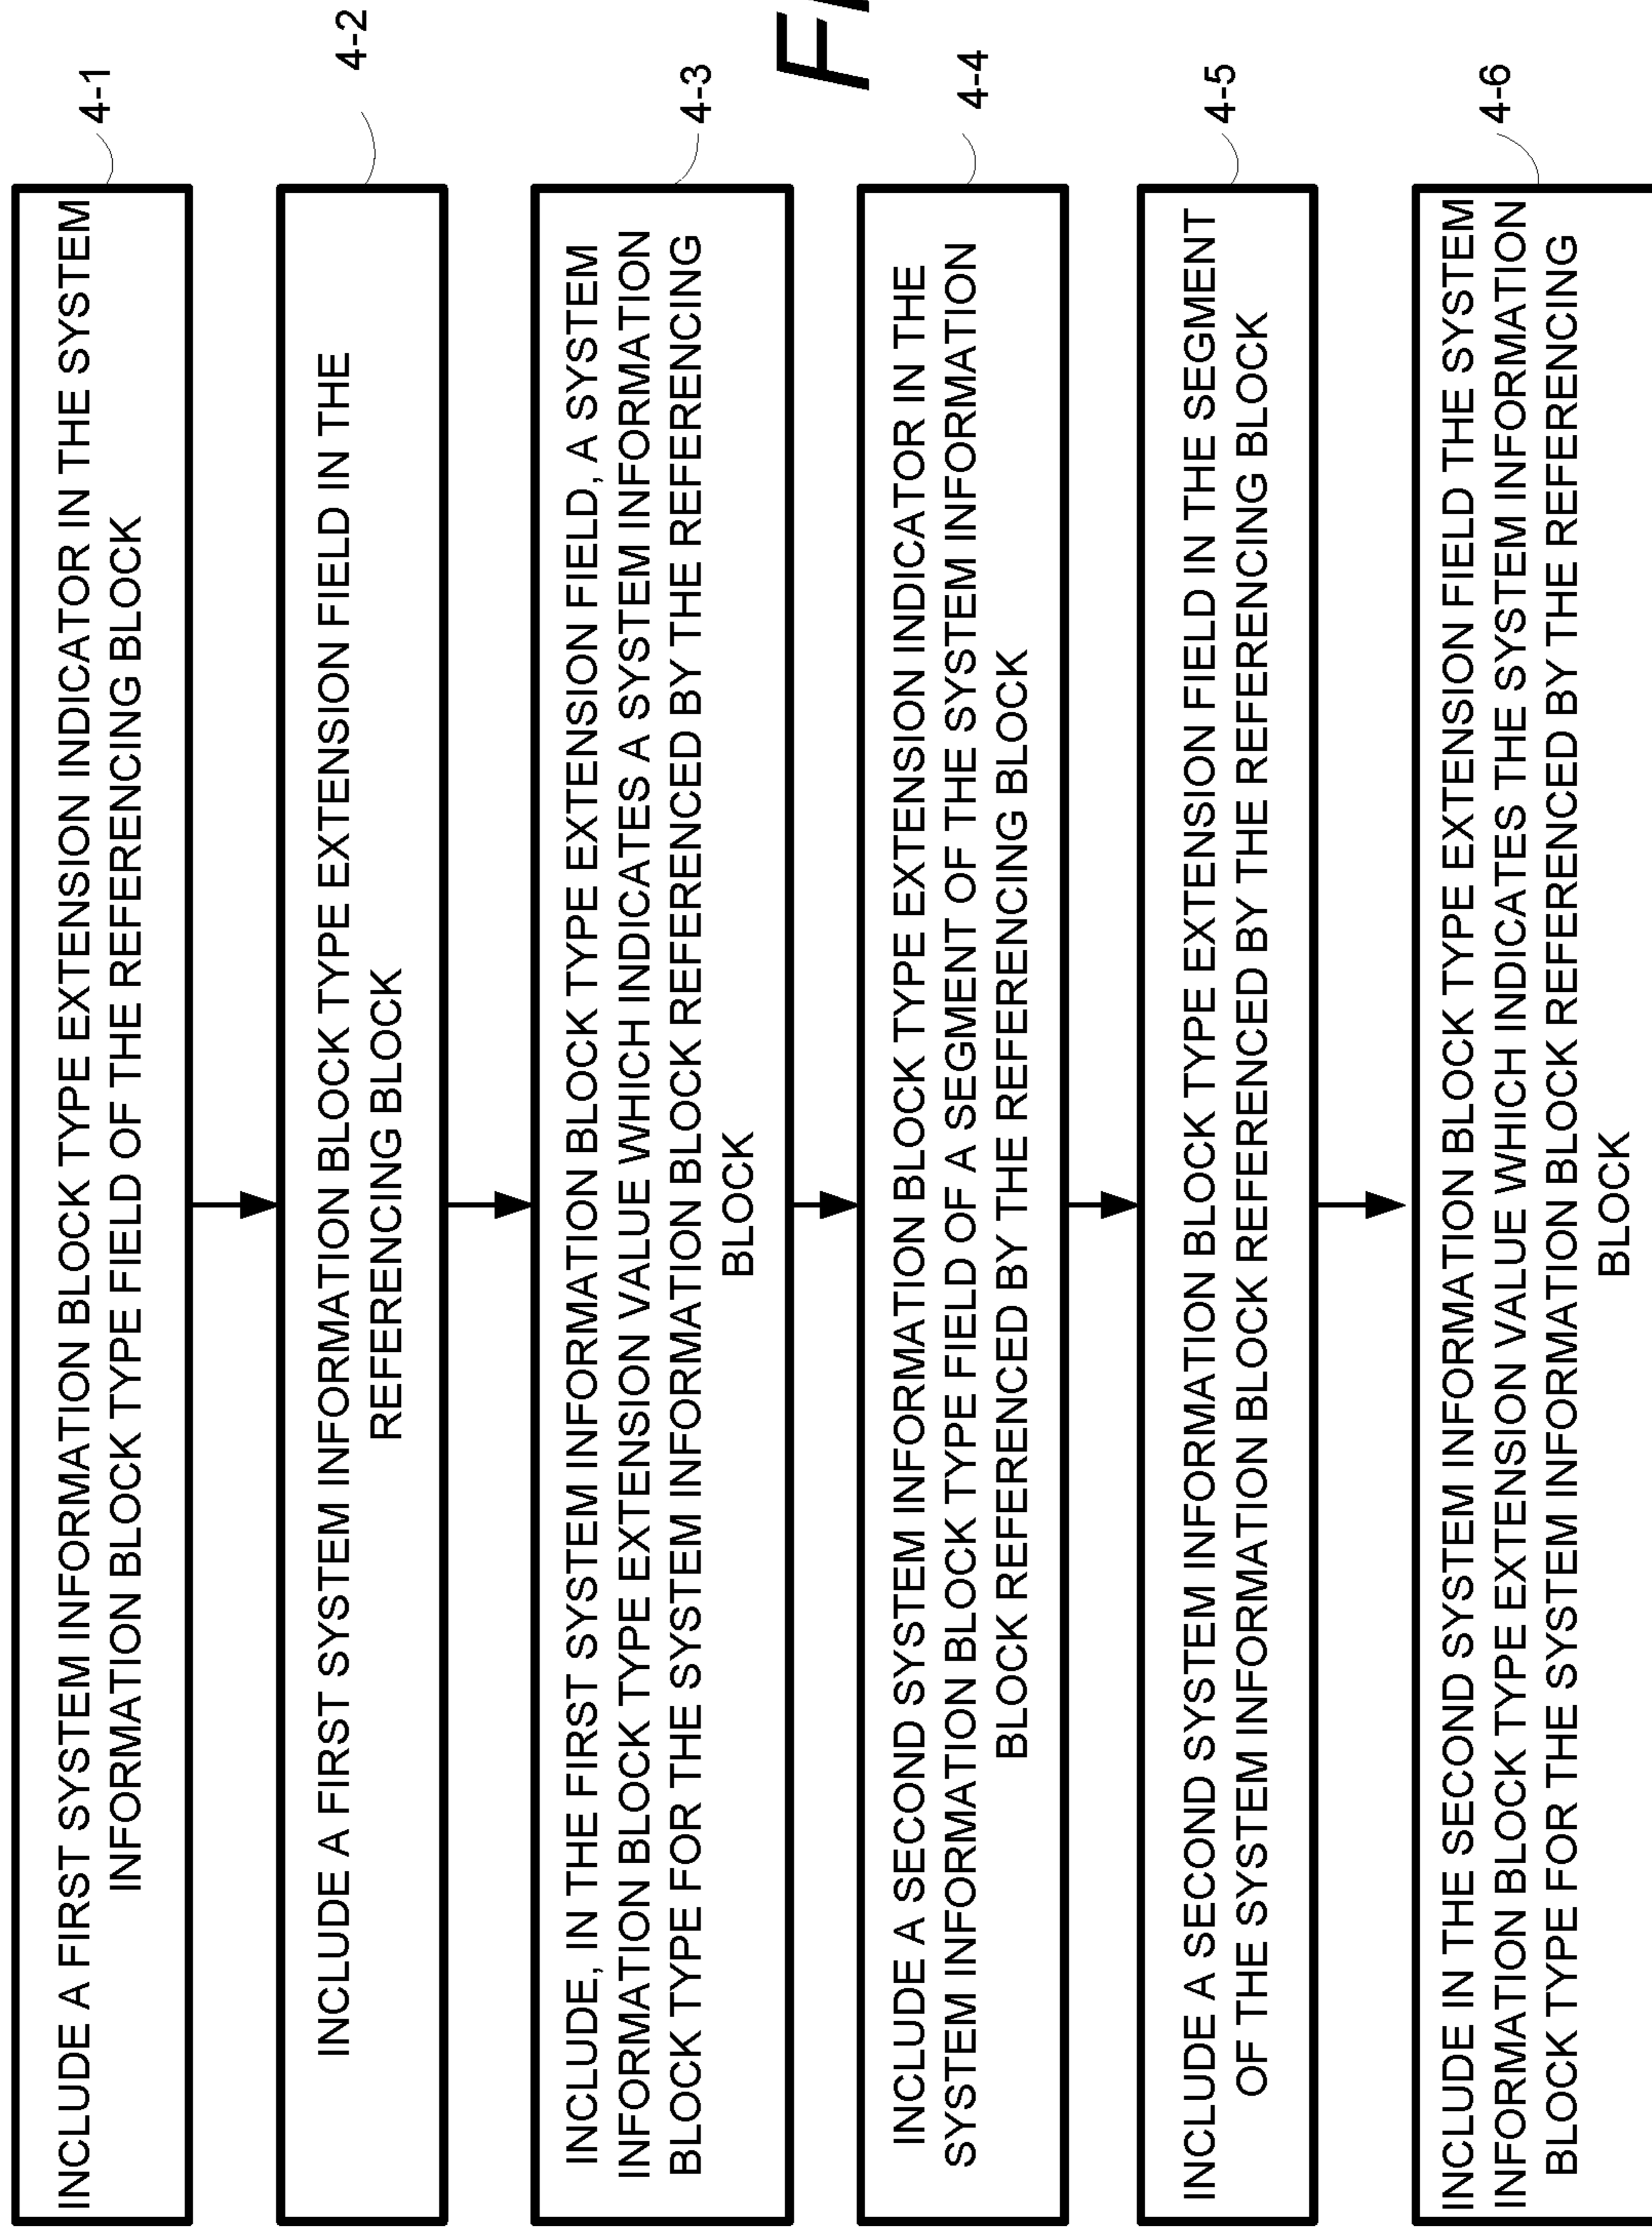 INCLUDE A FIRST SYSTEM INFORMATION BLOCK TYPE EXTENSION INDICATOR IN THE SYSTEM
INFORMATION BLOCK TYPE FIELD OF THE REFERENCING BLOCK
4-1
INCLUDE A FIRST SYSTEM INFORMATION BLOCK TYPE EXTENSION FIELD IN THE
REFERENCING BLOCK
4-2
INCLUDE, IN THE FIRST SYSTEM INFORMATION BLOCK TYPE EXTENSION FIELD, A SYSTEM
INFORMATION BLOCK TYPE EXTENSION VALUE WHICH INDICATES A SYSTEM INFORMATION
BLOCK TYPE FOR THE SYSTEM INFORMATION BLOCK REFERENCED BY THE REFERENCING
BLOCK
4-3
INCLUDE A SECOND SYSTEM INFORMATION BLOCK TYPE EXTENSION INDICATOR IN THE
SYSTEM INFORMATION BLOCK TYPE FIELD OF A SEGMENT OF THE SYSTEM INFORMATION
BLOCK REFERENCED BY THE REFERENCING BLOCK
4-4
INCLUDE A SECOND SYSTEM INFORMATION BLOCK TYPE EXTENSION FIELD IN THE SEGMENT
OF THE SYSTEM INFORMATION BLOCK REFERENCED BY THE REFERENCING BLOCK
4-5
INCLUDE IN THE SECOND SYSTEM INFORMATION BLOCK TYPE EXTENSION FIELD THE SYSTEM
INFORMATION BLOCK TYPE EXTENSION VALUE WHICH INDICATES THE SYSTEM INFORMATION
BLOCK TYPE FOR THE SYSTEM INFORMATION BLOCK REFERENCED BY THE REFERENCING
BLOCK
4-6